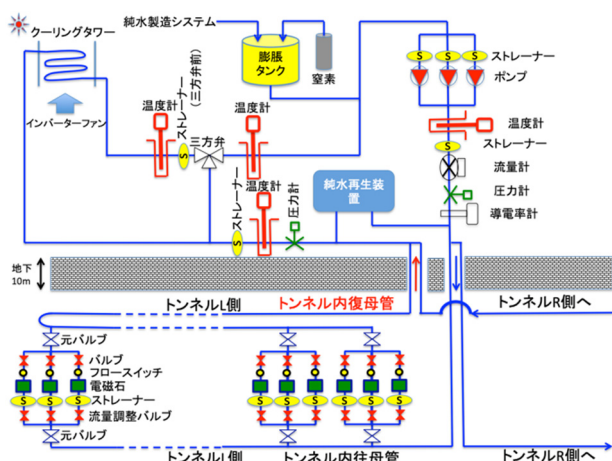 純水製造システム
クーリングタワー
膨脹
タンク
窒素
ストレーナー
ポンプ
インバーターファン
温度計
ストレーナー
（三方弁前）
三方弁
温度計
温度計
ストレーナー
流量計
圧力計
導電率計
温度計
ストレーナー
圧力計
純水再生装
置
S
S
S
S
S
S
地下
10m
トンネルL側
トンネル内復母管
トンネルR側へ
元バルブ
バルブ
フロースイッチ
電磁石
ストレーナー
流量調整バルブ
元バルブ
S
S
S
S
S
S
S
S
S
トンネルL側
トンネル内往母管
トンネルR側へ